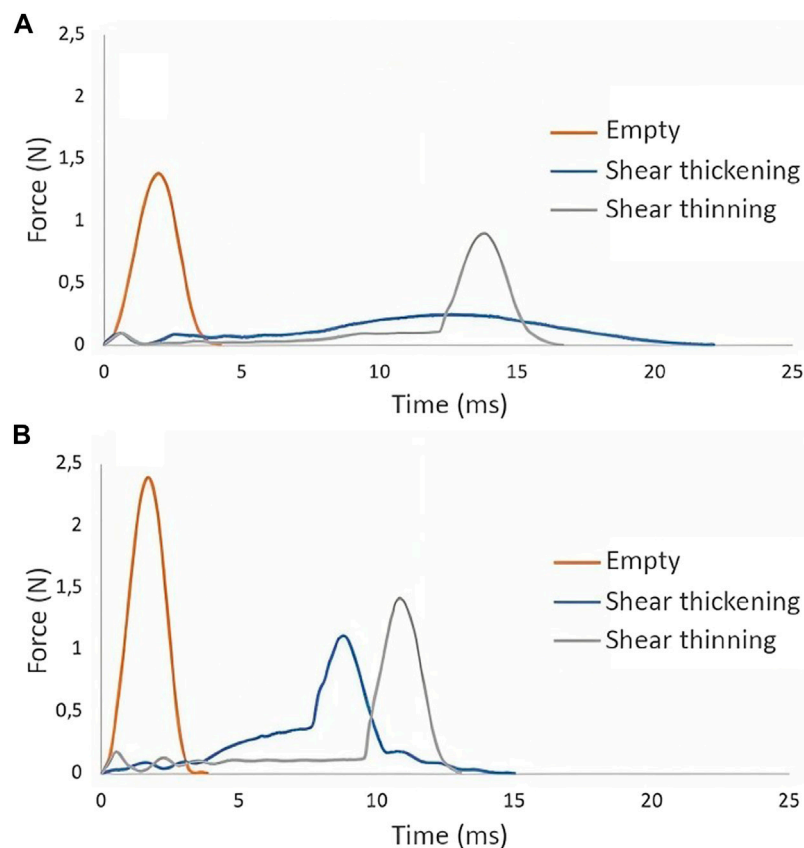 A
2,5
2
1,5
1
0,5
0
Force (N)
Empty
Shear thickening
Shear thinning
0 5 10 15 20 25
Time (ms)
B
2,5
2
1,5
1
0,5
0
Force (N)
Empty
Shear thickening
Shear thinning
0 5 10 15 20 25
Time (ms)